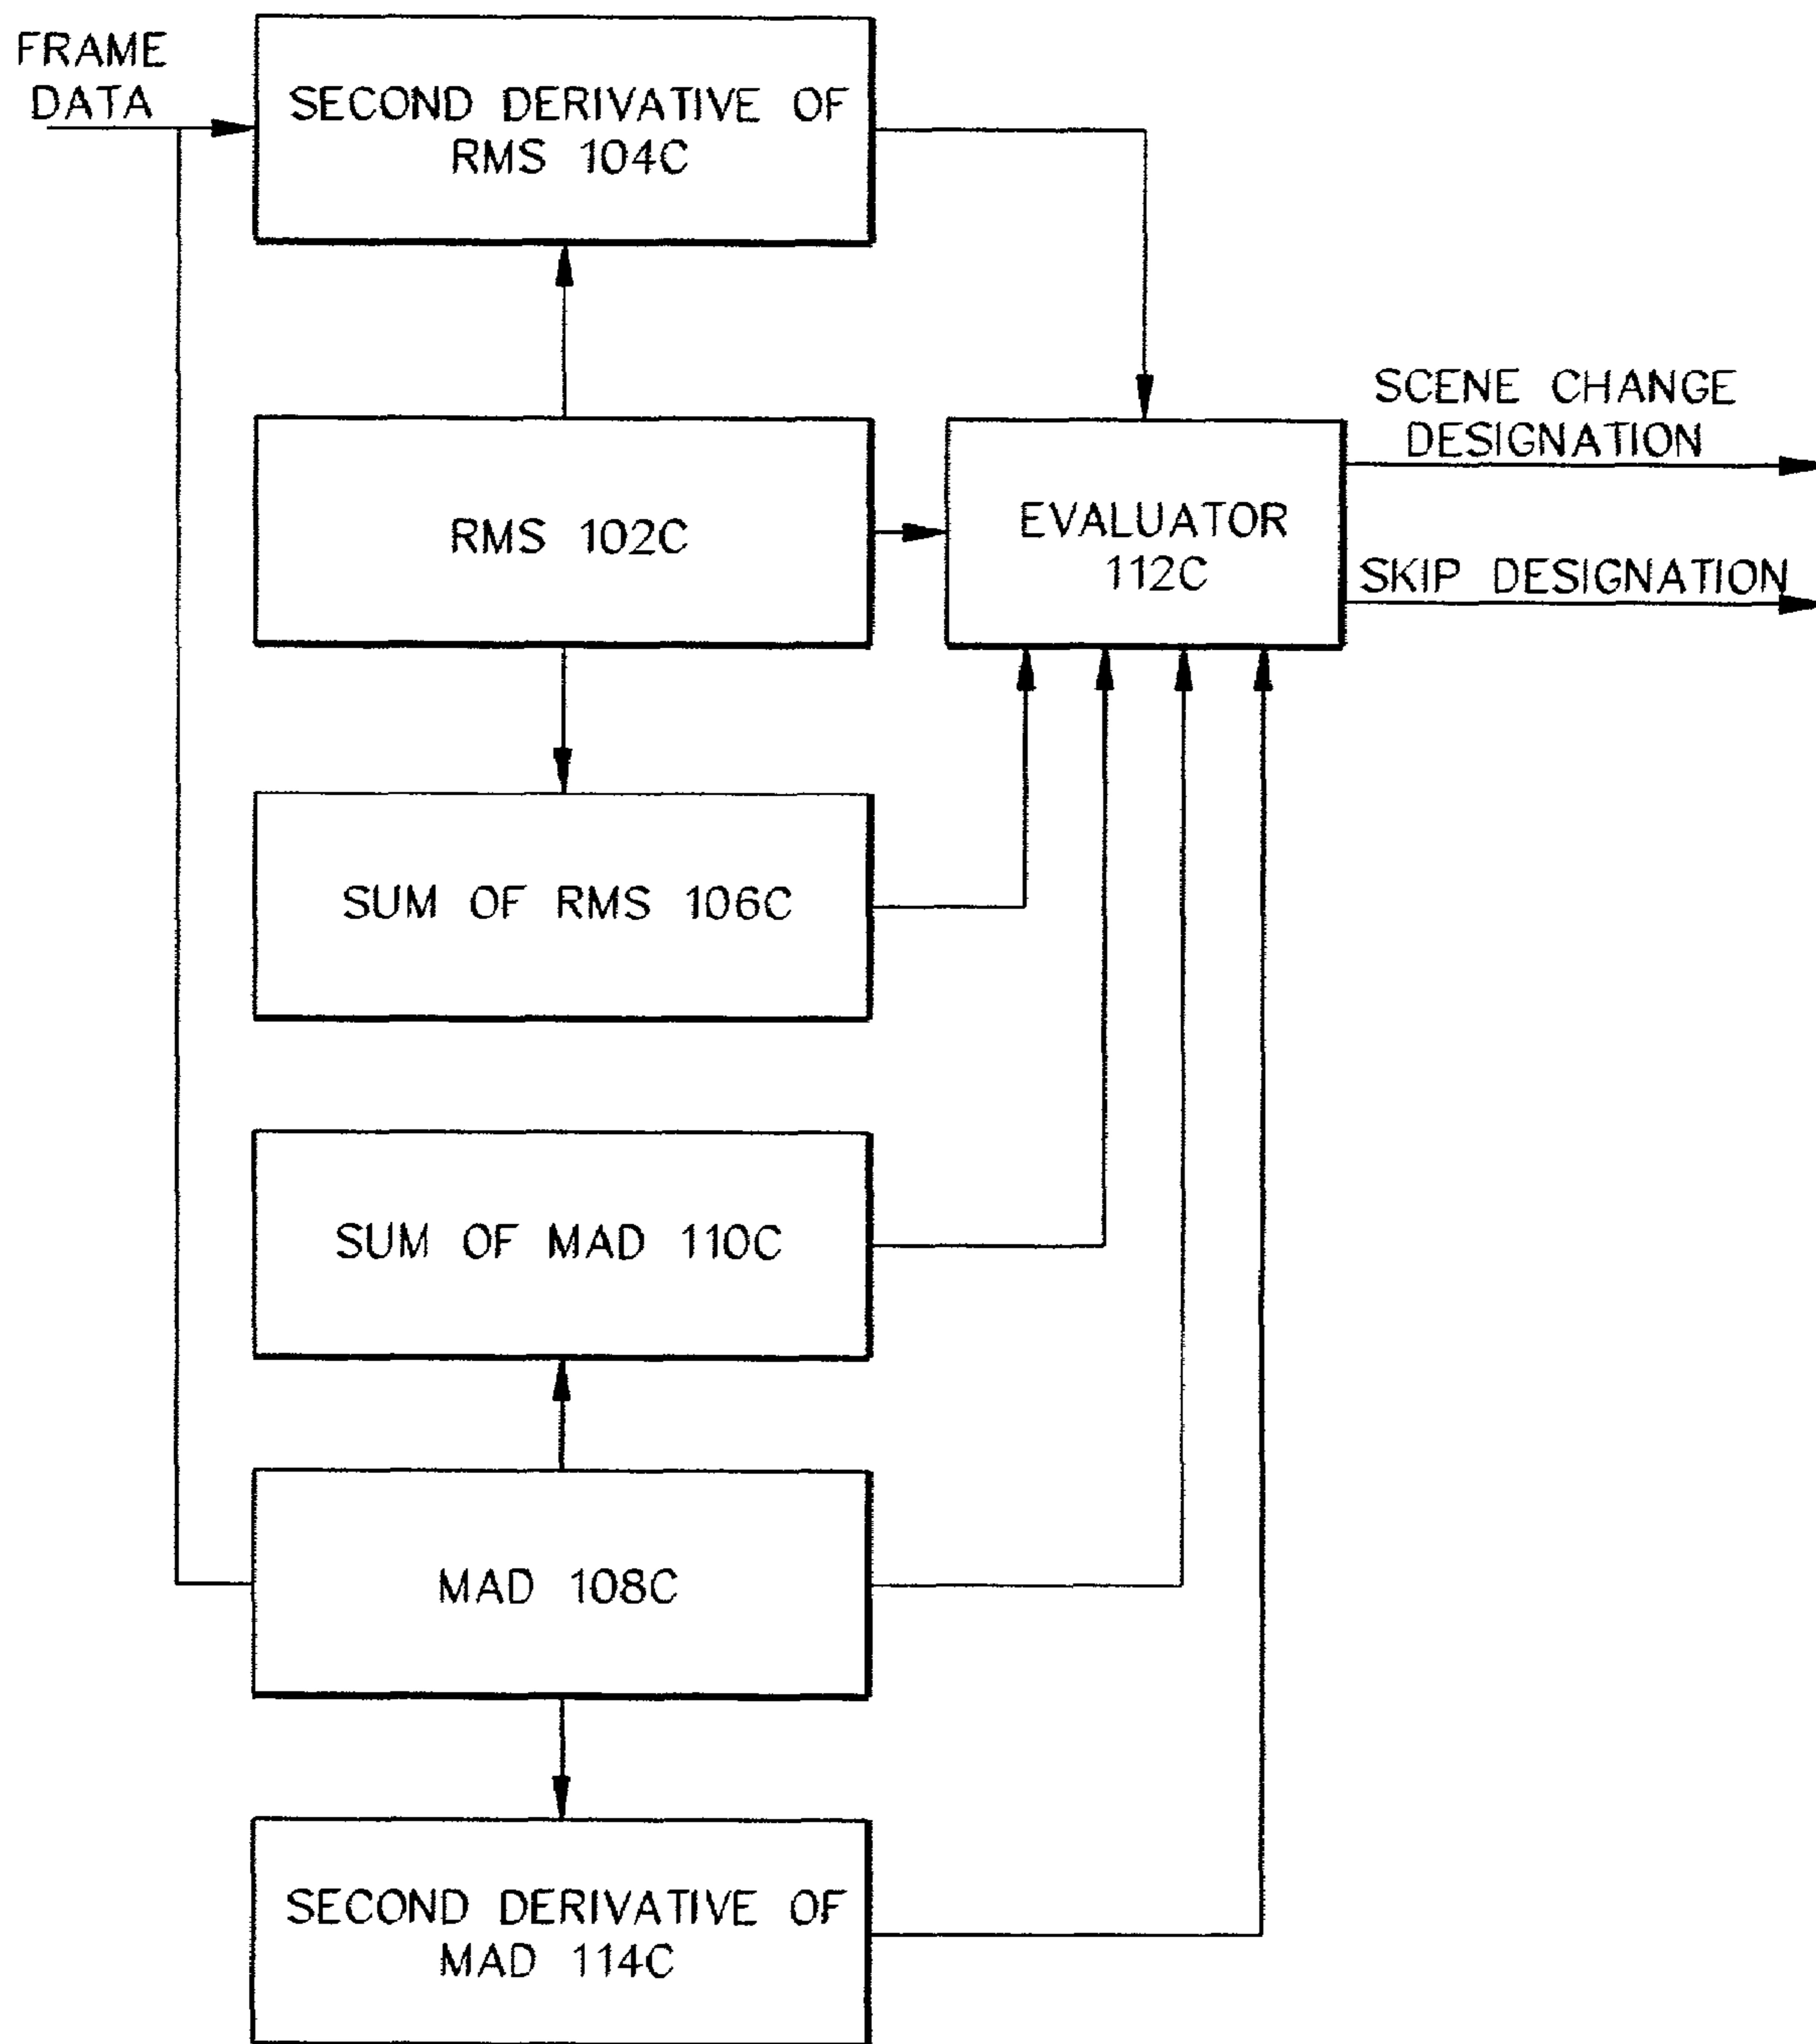 FRAME
DATA
SECOND DERIVATIVE OF
RMS 104C
RMS 102C
EVALUATOR
112C
SCENE CHANGE
DESIGNATION
SKIP DESIGNATION
SUM OF RMS 106C
SUM OF MAD 110C
MAD 108C
SECOND DERIVATIVE OF
MAD 114C